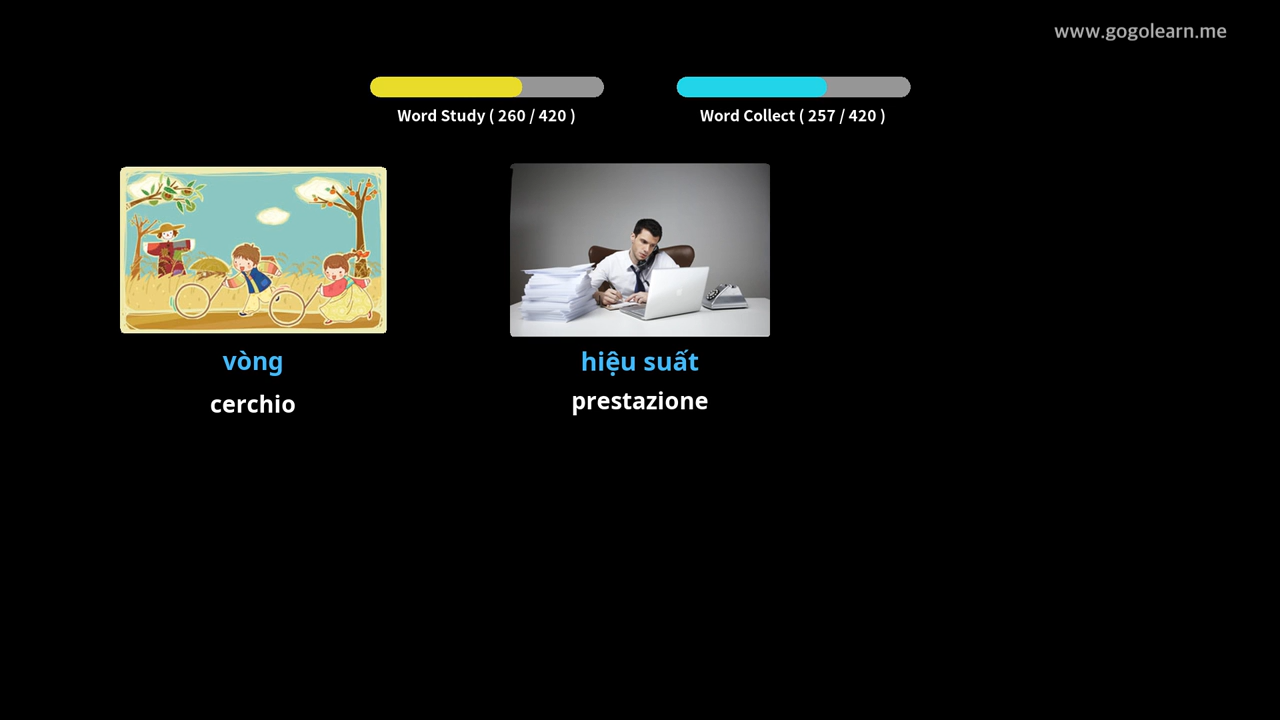 www.gogolearn.me
Word Study ( 260 / 420 )
Word Collect ( 257 / 420 )
vòng
cerchio
hiệu suất
prestazione